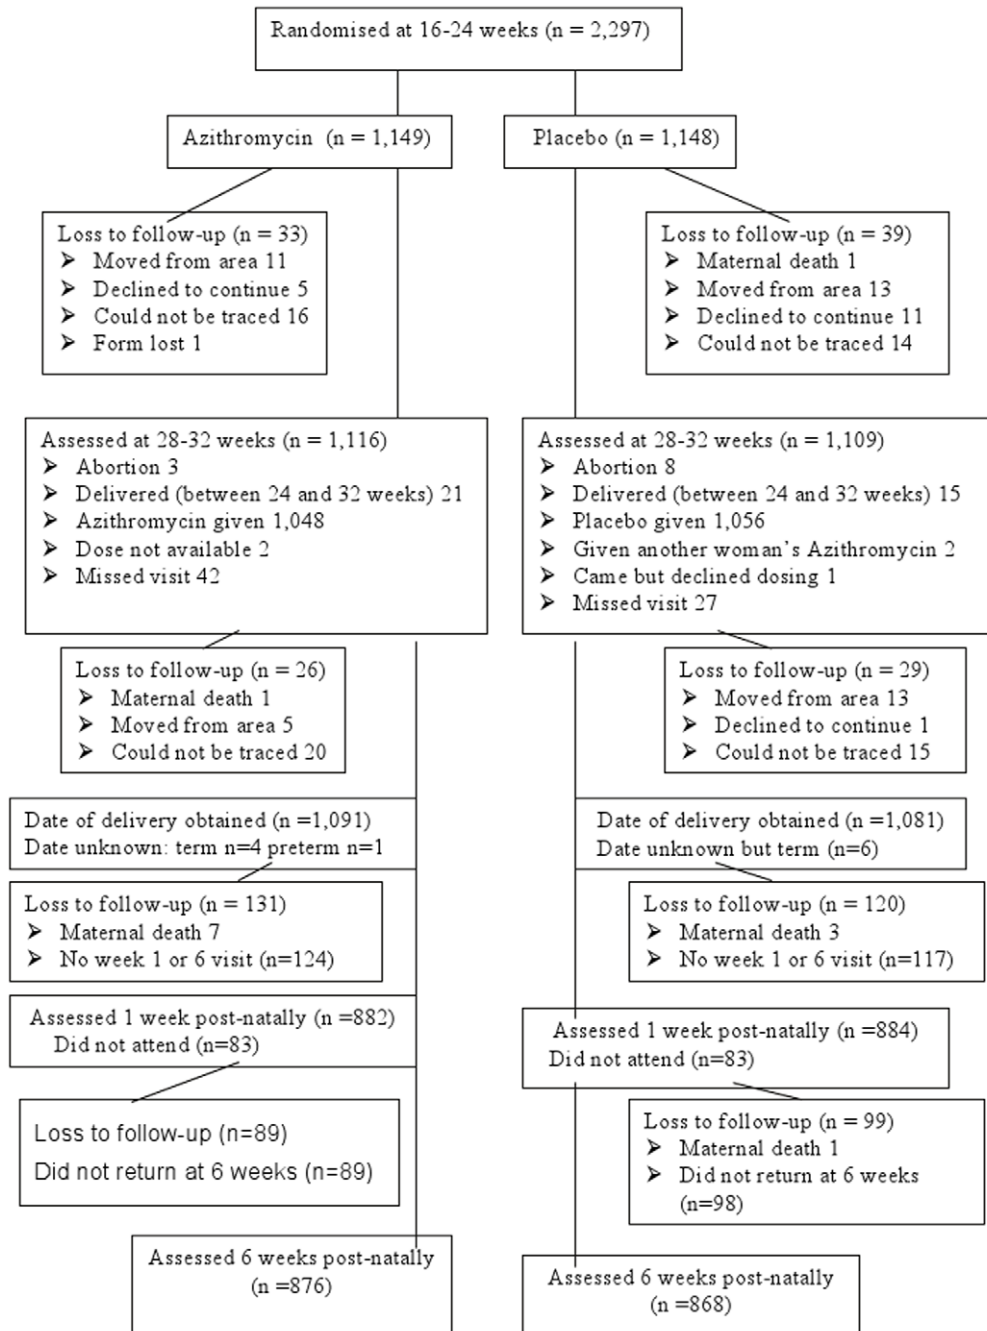 Randomised at 16-24 weeks (n = 2,297)
Azithromycin (n = 1,149)
Placebo (n = 1,148)
Loss to follow-up (n = 33)
➤ Moved from area 11
➤ Declined to continue 5
➤ Could not be traced 16
➤ Form lost 1
Loss to follow-up (n = 39)
➤ Maternal death 1
➤ Moved from area 13
➤ Declined to continue 11
➤ Could not be traced 14
Assessed at 28-32 weeks (n = 1,116)
➤ Abortion 3
➤ Delivered (between 24 and 32 weeks) 21
➤ Azithromycin given 1,048
➤ Dose not available 2
➤ Missed visit 42
Assessed at 28-32 weeks (n = 1,109)
➤ Abortion 8
➤ Delivered (between 24 and 32 weeks) 15
➤ Placebo given 1,056
➤ Given another woman's Azithromycin 2
➤ Came but declined dosing 1
➤ Missed visit 27
Loss to follow-up (n = 26)
➤ Maternal death 1
➤ Moved from area 5
➤ Could not be traced 20
Loss to follow-up (n = 29)
➤ Moved from area 13
➤ Declined to continue 1
➤ Could not be traced 15
Date of delivery obtained (n =1,091)
Date unknown: term n=4 preterm n=1
Date of delivery obtained (n =1,081)
Date unknown but term (n=6)
Loss to follow-up (n = 131)
➤ Maternal death 7
➤ No week 1 or 6 visit (n=124)
Loss to follow-up (n = 120)
➤ Maternal death 3
➤ No week 1 or 6 visit (n=117)
Assessed 1 week post-natally (n =882)
Did not attend (n=83)
Assessed 1 week post-natally (n =884)
Did not attend (n=83)
Loss to follow-up (n=89)
Did not return at 6 weeks (n=89)
Loss to follow-up (n = 99)
➤ Maternal death 1
➤ Did not return at 6 weeks
(n=98)
Assessed 6 weeks post-natally
(n =876)
Assessed 6 weeks post-natally
(n =868)